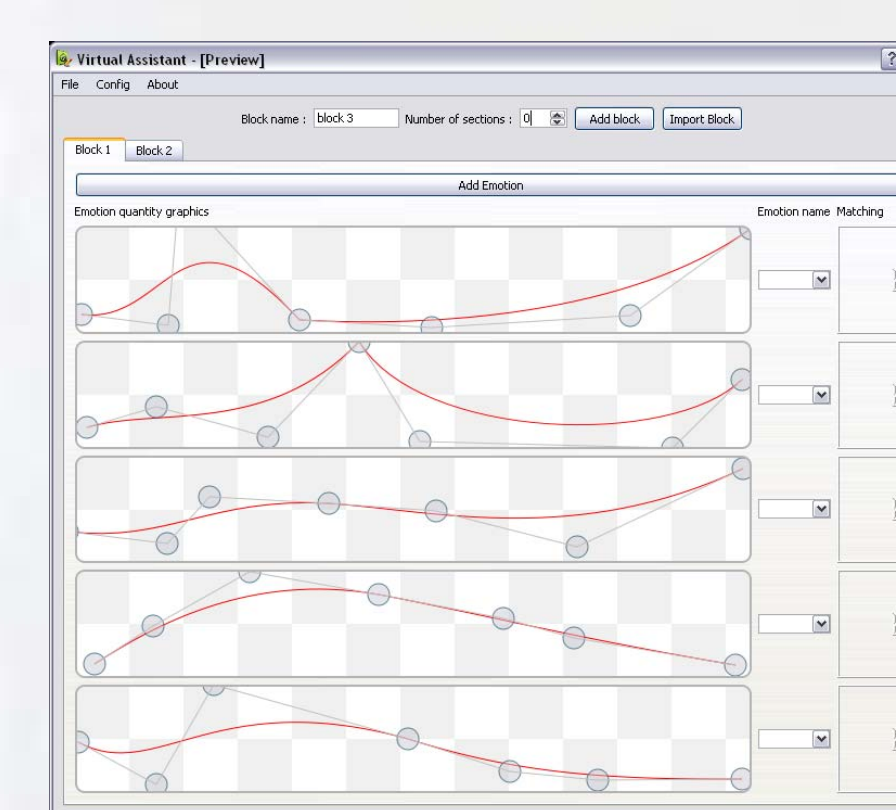 Virtual Assistant - [Preview]
File Config About
Block name : block 3 Number of sections : 0 Add block Import Block
Block 1 Block 2
Add Emotion
Emotion quantity graphics Emotion name Matching